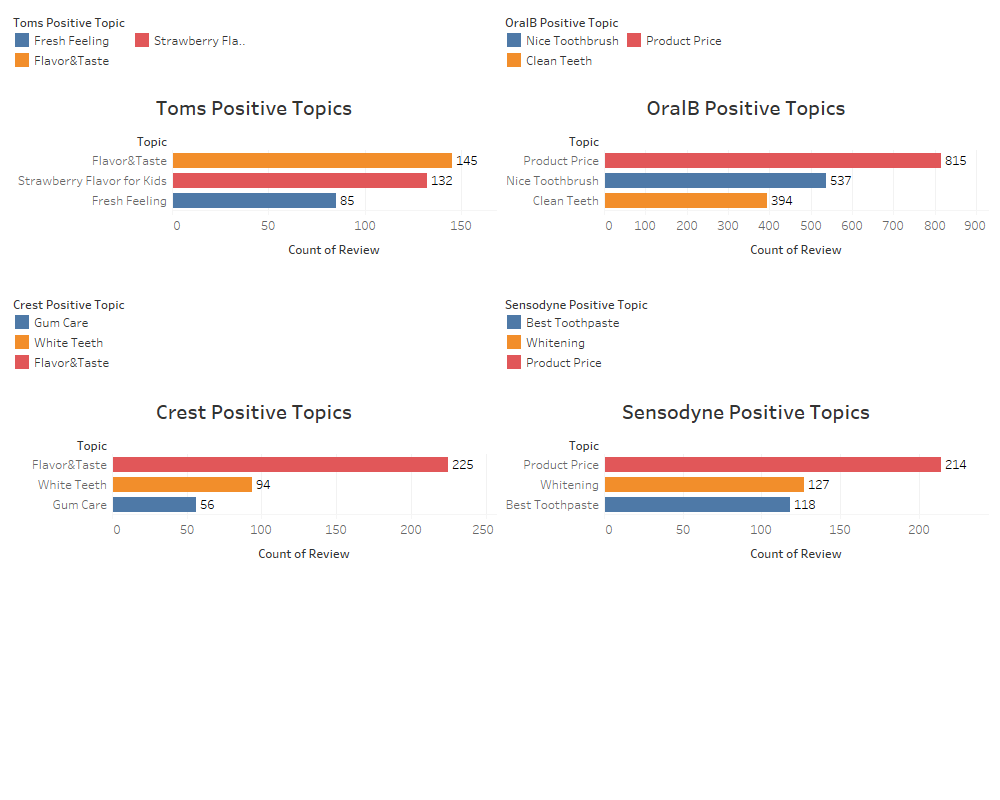 Toms Positive Topic
Fresh Feeling
Strawberry Fla..
Flavor&Taste
OralB Positive Topic
Nice Toothbrush
Product Price
Clean Teeth
Toms Positive Topics
Topic
Flavor&Taste 145
Strawberry Flavor for Kids 132
Fresh Feeling 85
0 50 100 150
Count of Review
OralB Positive Topics
Topic
Product Price 815
Nice Toothbrush 537
Clean Teeth 394
0 100 200 300 400 500 600 700 800 900
Count of Review
Crest Positive Topic
Gum Care
White Teeth
Flavor&Taste
Sensodyne Positive Topic
Best Toothpaste
Whitening
Product Price
Crest Positive Topics
Topic
Flavor&Taste 225
White Teeth 94
Gum Care 56
0 50 100 150 200 250
Count of Review
Sensodyne Positive Topics
Topic
Product Price 214
Whitening 127
Best Toothpaste 118
0 50 100 150 200
Count of Review